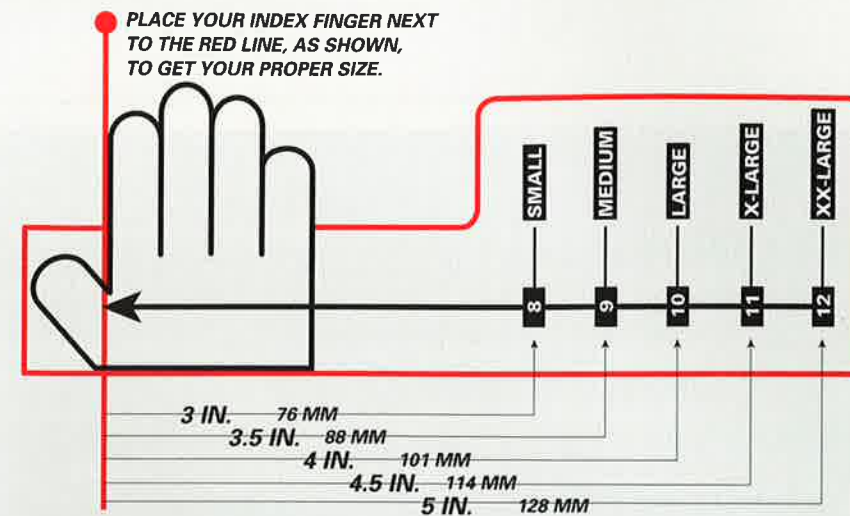 PLACE YOUR INDEX FINGER NEXT
TO THE RED LINE, AS SHOWN,
TO GET YOUR PROPER SIZE.
SMALL
MEDIUM
LARGE
X-LARGE
XX-LARGE
8
9
10
11
12
3 IN. 76 MM
3.5 IN. 88 MM
4 IN. 101 MM
4.5 IN. 114 MM
5 IN. 128 MM